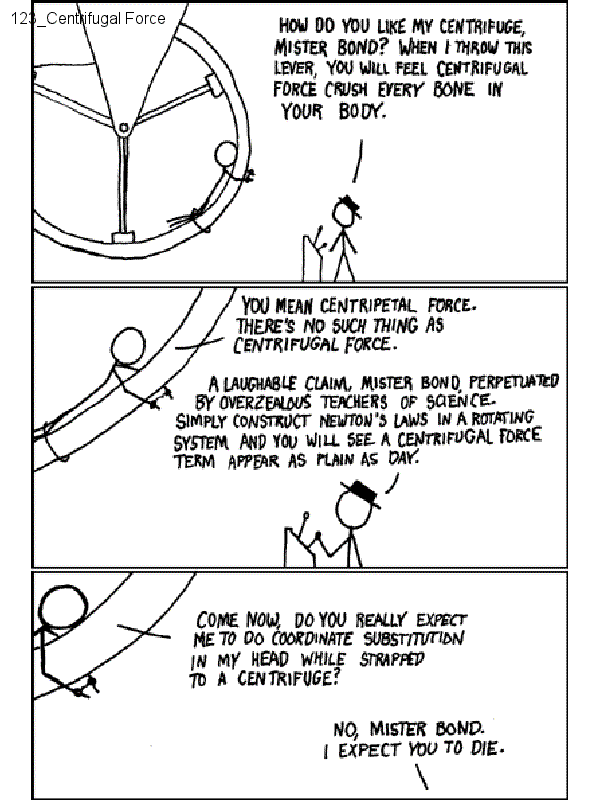 123_Centrifugal Force
HOW DO YOU LIKE MY CENTRIFUGE,
MISTER BOND? WHEN I THROW THIS
LEVER, YOU WILL FEEL CENTRIFUGAL
FORCE CRUSH EVERY BONE IN
YOUR BODY.
YOU MEAN CENTRIPETAL FORCE.
THERE'S NO SUCH THING AS
CENTRIFUGAL FORCE.
A LAUGHABLE CLAIM, MISTER BOND, PERPETUATED
BY OVERZEALOUS TEACHERS OF SCIENCE.
SIMPLY CONSTRUCT NEWTON'S LAWS IN A ROTATING
SYSTEM AND YOU WILL SEE A CENTRIFUGAL FORCE
TERM APPEAR AS PLAIN AS DAY.
COME NOW, DO YOU REALLY EXPECT
ME TO DO COORDINATE SUBSTITUTION
IN MY HEAD WHILE STRAPPED
TO A CENTRIFUGE?
NO, MISTER BOND.
I EXPECT YOU TO DIE.